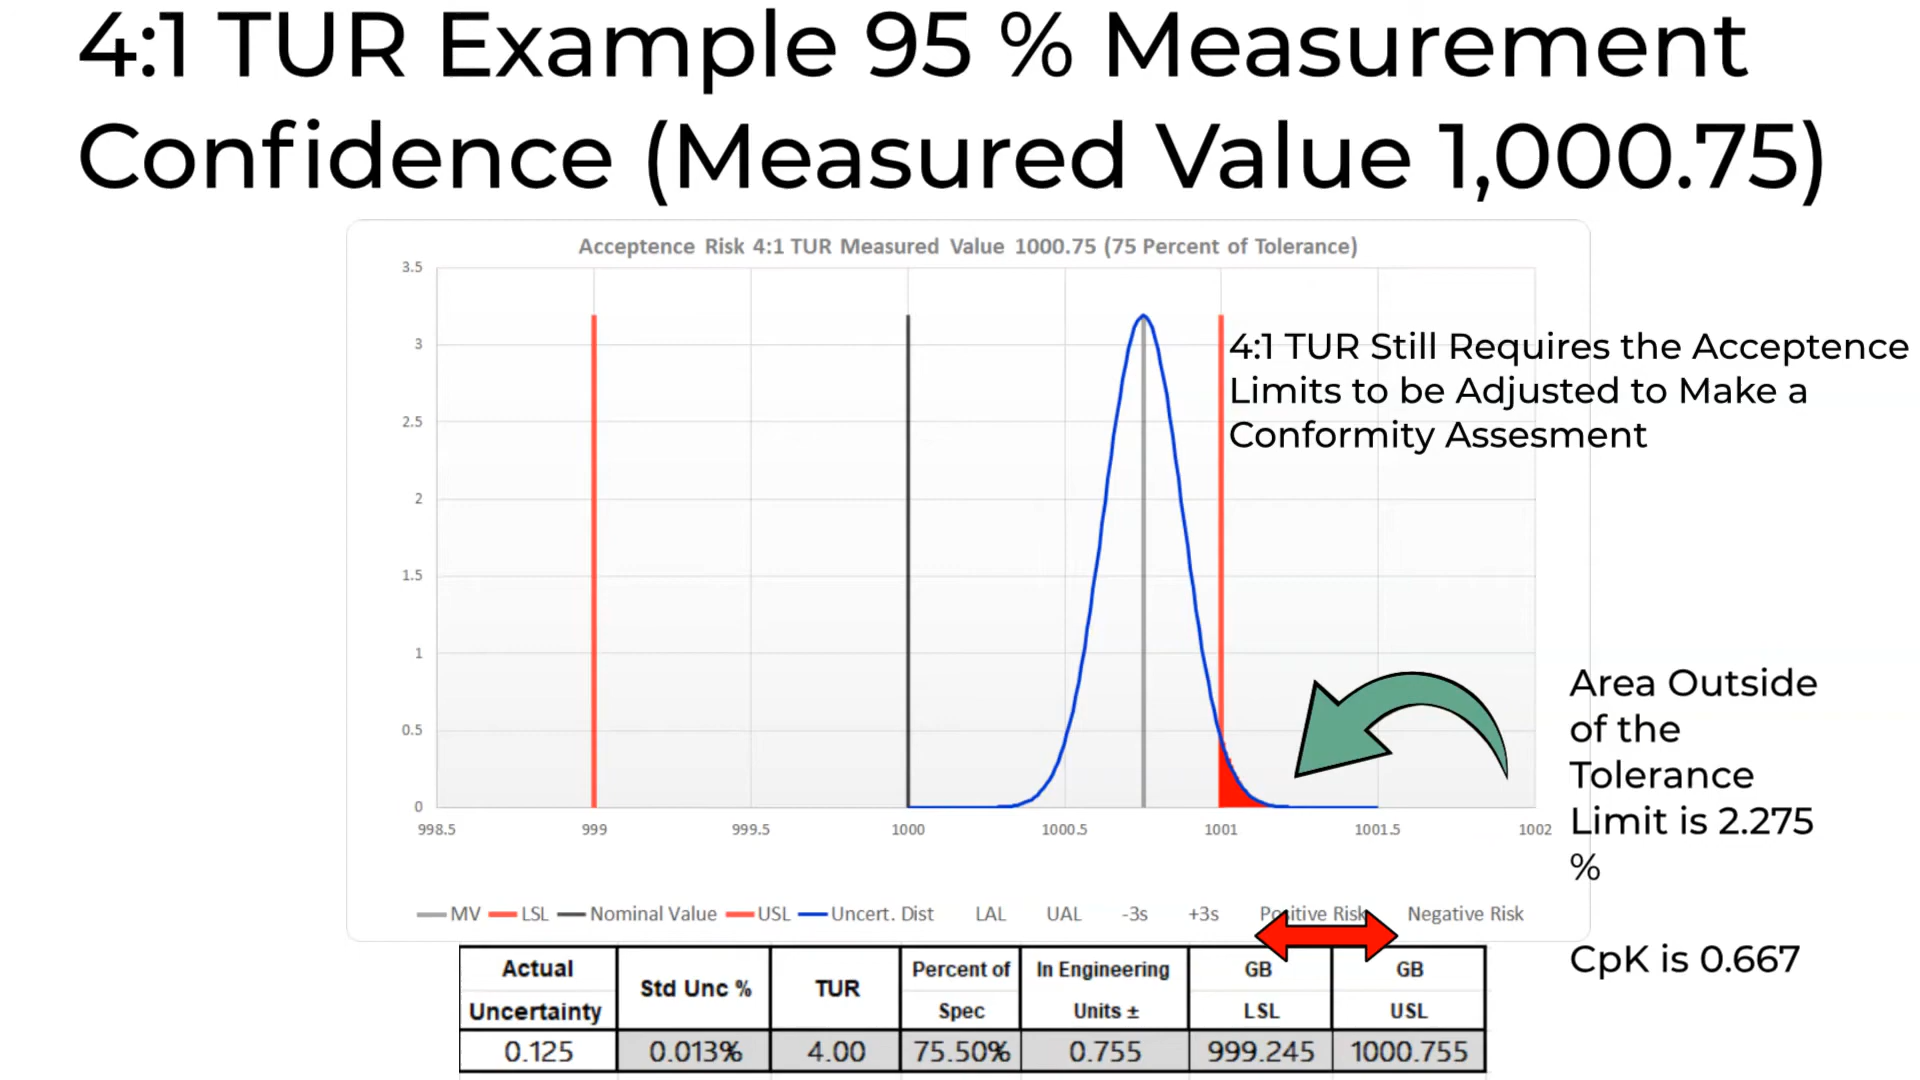 4:1 TUR Example 95 % Measurement
Confidence (Measured Value 1,000.75)
Acceptence Risk 4:1 TUR Measured Value 1000.75 (75 Percent of Tolerance)
3.5
3
2.5
2
1.5
1
0.5
0
998.5 999 999.5 1000 1000.5 1001 1001.5 1002
4:1 TUR Still Requires the Acceptence
Limits to be Adjusted to Make a
Conformity Assesment
Area Outside
of the
Tolerance
Limit is 2.275
%
MV LSL Nominal Value USL Uncert. Dist LAL UAL -3s +3s Positive Risk Negative Risk
CpK is 0.667
Actual Uncertainty Std Unc % TUR Percent of Spec In Engineering Units ± GB LSL GB USL
0.125 0.013% 4.00 75.50% 0.755 999.245 1000.755